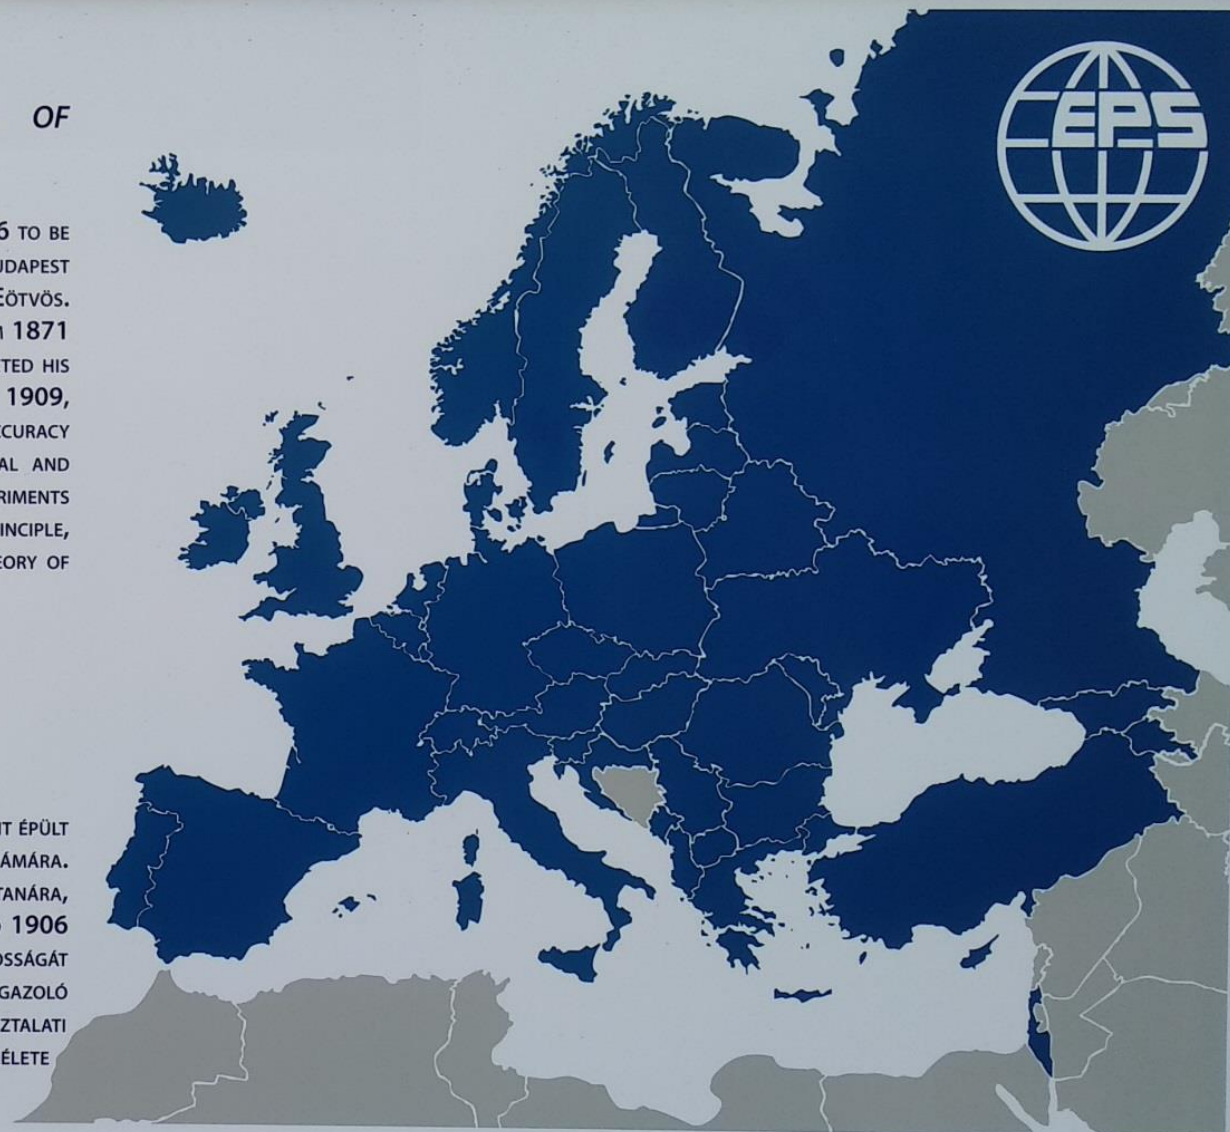 OF
6 TO BE
UDAPEST
EÖTVÖS.
1871
TED HIS
1909,
CCURACY
AL AND
RIMENTS
INCIPLE,
EORY OF
T ÉPÜLT
ÁMÁRA.
TANÁRA,
1906
OSSÁGÁT
GAZOLÓ
ZTALATI
ÉLETE
EPS